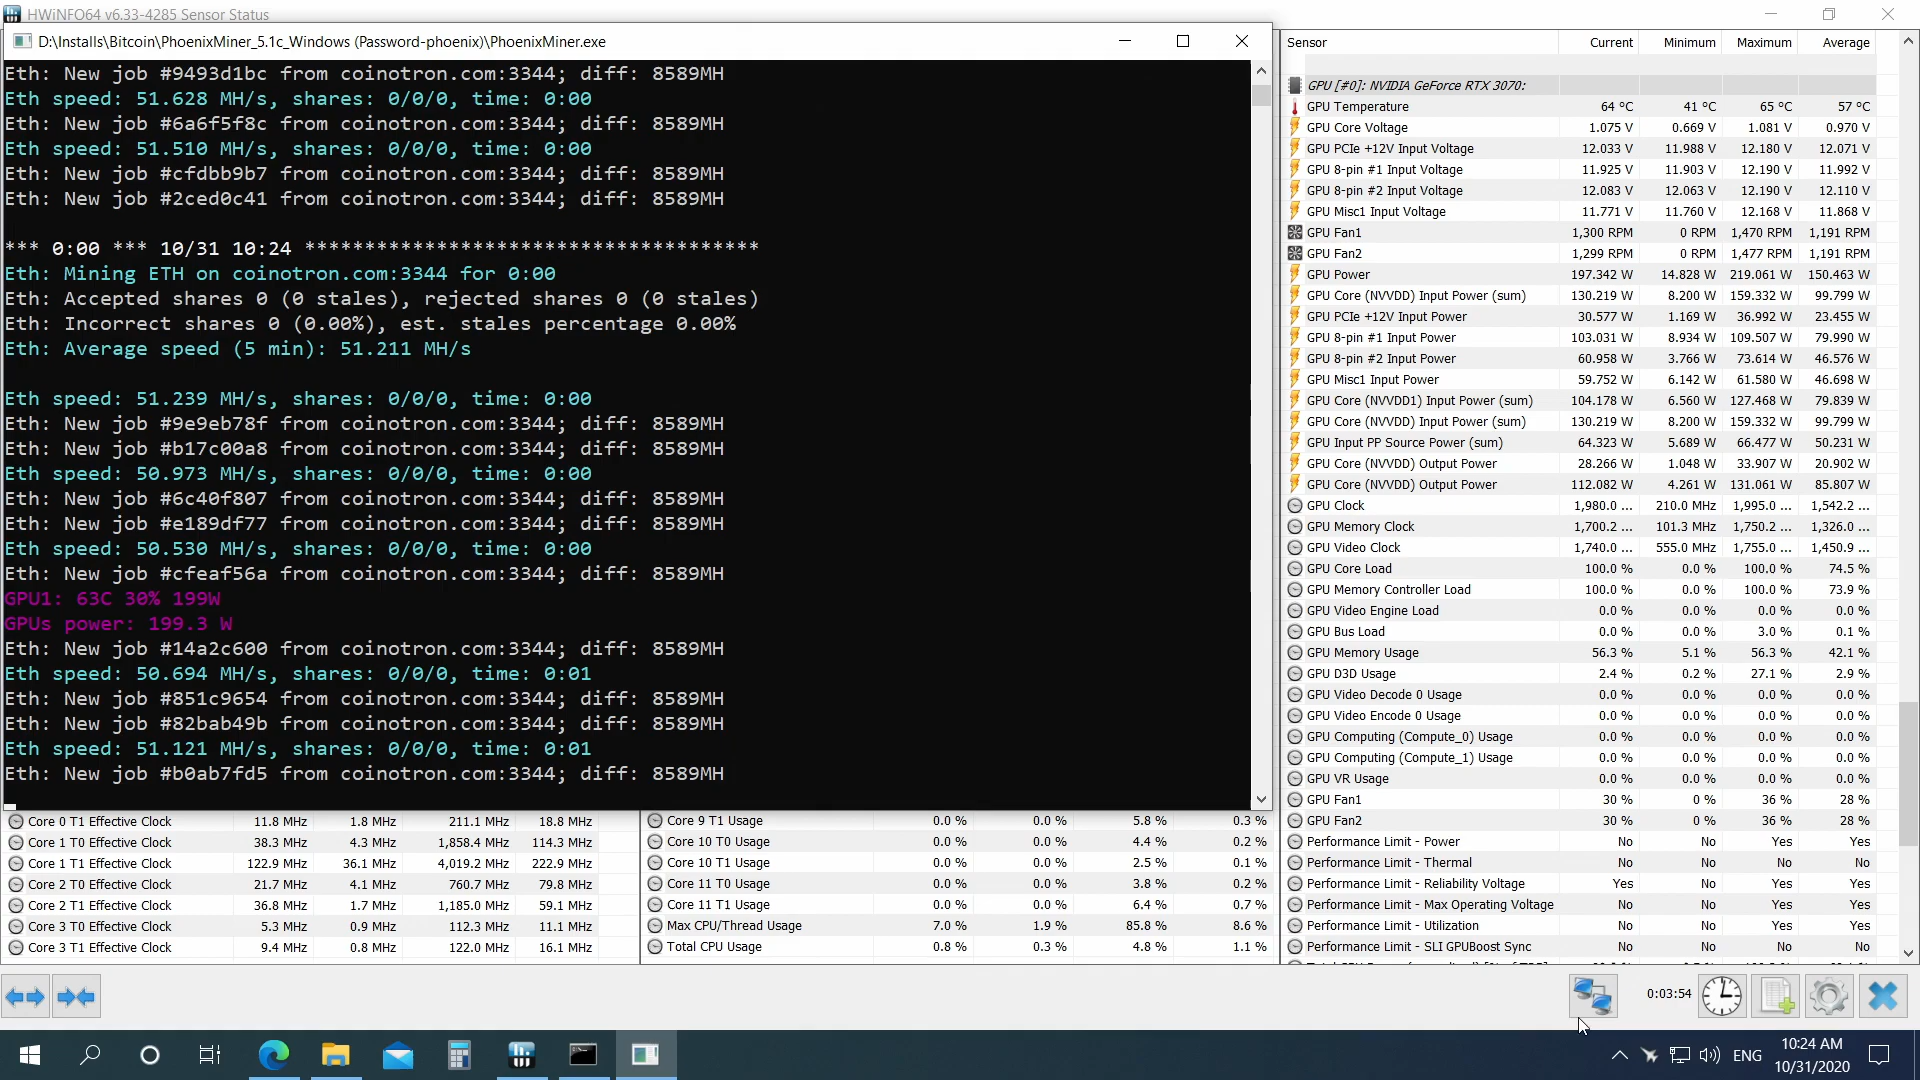 HWiNFO64 v6.33-4285 Sensor Status
D:\Installs\Bitcoin\PhoenixMiner_5.1c_Windows (Password-phoenix)\PhoenixMiner.exe
Eth: New job #9493d1bc from coinotron.com:3344; diff: 8589MH
Eth speed: 51.628 MH/s, shares: 0/0/0, time: 0:00
Eth: New job #6a6f5f8c from coinotron.com:3344; diff: 8589MH
Eth speed: 51.510 MH/s, shares: 0/0/0, time: 0:00
Eth: New job #cfdbb9b7 from coinotron.com:3344; diff: 8589MH
Eth: New job #2ced0c41 from coinotron.com:3344; diff: 8589MH
*** 0:00 *** 10/31 10:24 **************************************
Eth: Mining ETH on coinotron.com:3344 for 0:00
Eth: Accepted shares 0 (0 stales), rejected shares 0 (0 stales)
Eth: Incorrect shares 0 (0.00%), est. stales percentage 0.00%
Eth: Average speed (5 min): 51.211 MH/s
Eth speed: 51.239 MH/s, shares: 0/0/0, time: 0:00
Eth: New job #9e9eb78f from coinotron.com:3344; diff: 8589MH
Eth: New job #b17c00a8 from coinotron.com:3344; diff: 8589MH
Eth speed: 50.973 MH/s, shares: 0/0/0, time: 0:00
Eth: New job #6c40f807 from coinotron.com:3344; diff: 8589MH
Eth: New job #e189df77 from coinotron.com:3344; diff: 8589MH
Eth speed: 50.530 MH/s, shares: 0/0/0, time: 0:00
Eth: New job #cfeaf56a from coinotron.com:3344; diff: 8589MH
GPU1: 63C 30% 199W
GPUs power: 199.3 W
Eth: New job #14a2c600 from coinotron.com:3344; diff: 8589MH
Eth speed: 50.694 MH/s, shares: 0/0/0, time: 0:01
Eth: New job #851c9654 from coinotron.com:3344; diff: 8589MH
Eth: New job #82bab49b from coinotron.com:3344; diff: 8589MH
Eth speed: 51.121 MH/s, shares: 0/0/0, time: 0:01
Eth: New job #b0ab7fd5 from coinotron.com:3344; diff: 8589MH
Core 0 T1 Effective Clock 11.8 MHz 1.8 MHz 211.1 MHz 18.8 MHz
Core 1 T0 Effective Clock 38.3 MHz 4.3 MHz 1,858.4 MHz 114.3 MHz
Core 1 T1 Effective Clock 122.9 MHz 36.1 MHz 4,019.2 MHz 222.9 MHz
Core 2 T0 Effective Clock 21.7 MHz 4.1 MHz 760.7 MHz 79.8 MHz
Core 2 T1 Effective Clock 36.8 MHz 1.7 MHz 1,185.0 MHz 59.1 MHz
Core 3 T0 Effective Clock 5.3 MHz 0.9 MHz 112.3 MHz 11.1 MHz
Core 3 T1 Effective Clock 9.4 MHz 0.8 MHz 122.0 MHz 16.1 MHz
Core 9 T1 Usage 0.0 % 0.0 % 5.8 % 0.3 %
Core 10 T0 Usage 0.0 % 0.0 % 4.4 % 0.2 %
Core 10 T1 Usage 0.0 % 0.0 % 2.5 % 0.1 %
Core 11 T0 Usage 0.0 % 0.0 % 3.8 % 0.2 %
Core 11 T1 Usage 0.0 % 0.0 % 6.4 % 0.7 %
Max CPU/Thread Usage 7.0 % 1.9 % 85.8 % 8.6 %
Total CPU Usage 0.8 % 0.3 % 4.8 % 1.1 %
Sensor Current Minimum Maximum Average
GPU [#0]: NVIDIA GeForce RTX 3070:
GPU Temperature 64 °C 41 °C 65 °C 57 °C
GPU Core Voltage 1.075 V 0.669 V 1.081 V 0.970 V
GPU PCIe +12V Input Voltage 12.033 V 11.988 V 12.180 V 12.071 V
GPU 8-pin #1 Input Voltage 11.925 V 11.903 V 12.190 V 11.992 V
GPU 8-pin #2 Input Voltage 12.083 V 12.063 V 12.190 V 12.110 V
GPU Misc1 Input Voltage 11.771 V 11.760 V 12.168 V 11.868 V
GPU Fan1 1,300 RPM 0 RPM 1,470 RPM 1,191 RPM
GPU Fan2 1,299 RPM 0 RPM 1,477 RPM 1,191 RPM
GPU Power 197.342 W 14.828 W 219.061 W 150.463 W
GPU Core (NVVDD) Input Power (sum) 130.219 W 8.200 W 159.332 W 99.799 W
GPU PCIe +12V Input Power 30.577 W 1.169 W 36.992 W 23.455 W
GPU 8-pin #1 Input Power 103.031 W 8.934 W 109.507 W 79.990 W
GPU 8-pin #2 Input Power 60.958 W 3.766 W 73.614 W 46.576 W
GPU Misc1 Input Power 59.752 W 6.142 W 61.580 W 46.698 W
GPU Core (NVVDD1) Input Power (sum) 104.178 W 6.560 W 127.468 W 79.839 W
GPU Core (NVVDD) Input Power (sum) 130.219 W 8.200 W 159.332 W 99.799 W
GPU Input PP Source Power (sum) 64.323 W 5.689 W 66.477 W 50.231 W
GPU Core (NVVDD) Output Power 28.266 W 1.048 W 33.907 W 20.902 W
GPU Core (NVVDD) Output Power 112.082 W 4.261 W 131.061 W 85.807 W
GPU Clock 1,980.0 ... 210.0 MHz 1,995.0 ... 1,542.2 ...
GPU Memory Clock 1,700.2 ... 101.3 MHz 1,750.2 ... 1,326.0 ...
GPU Video Clock 1,740.0 ... 555.0 MHz 1,755.0 ... 1,450.9 ...
GPU Core Load 100.0 % 0.0 % 100.0 % 74.5 %
GPU Memory Controller Load 100.0 % 0.0 % 100.0 % 73.9 %
GPU Video Engine Load 0.0 % 0.0 % 0.0 % 0.0 %
GPU Bus Load 0.0 % 0.0 % 3.0 % 0.1 %
GPU Memory Usage 56.3 % 5.1 % 56.3 % 42.1 %
GPU D3D Usage 2.4 % 0.2 % 27.1 % 2.9 %
GPU Video Decode 0 Usage 0.0 % 0.0 % 0.0 % 0.0 %
GPU Video Encode 0 Usage 0.0 % 0.0 % 0.0 % 0.0 %
GPU Computing (Compute_0) Usage 0.0 % 0.0 % 0.0 % 0.0 %
GPU Computing (Compute_1) Usage 0.0 % 0.0 % 0.0 % 0.0 %
GPU VR Usage 0.0 % 0.0 % 0.0 % 0.0 %
GPU Fan1 30 % 0 % 36 % 28 %
GPU Fan2 30 % 0 % 36 % 28 %
Performance Limit - Power No No Yes Yes
Performance Limit - Thermal No No No No
Performance Limit - Reliability Voltage Yes No Yes Yes
Performance Limit - Max Operating Voltage No No Yes Yes
Performance Limit - Utilization No No Yes Yes
Performance Limit - SLI GPUBoost Sync No No No No
0:03:54
ENG
10:24 AM
10/31/2020